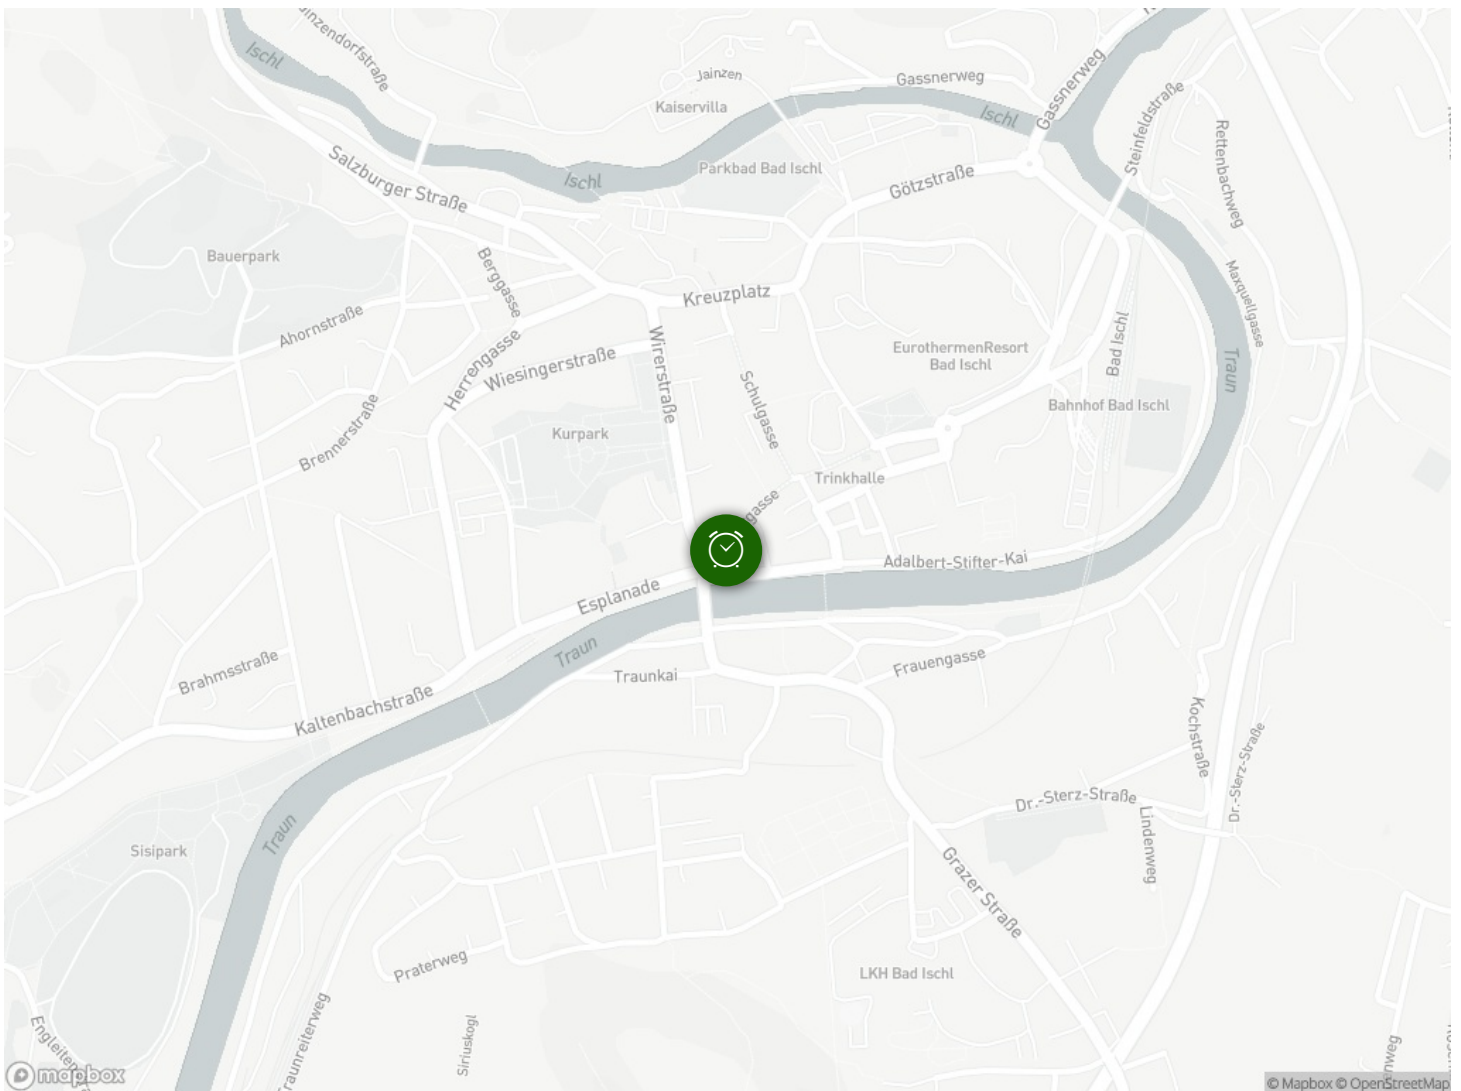 Ischl
Jainzen
Gassnerweg
Gassnerweg
Kaiservilla
Ischl
Steinfeldstraße
Rettenbachweg
Salzburger Straße
Ischl
Parkbad Bad Ischl
Götzstraße
Bauerpark
Berggasse
Maxquellgasse
Kreuzplatz
Ahornstraße
Herrengasse
Wiesingerstraße
Wirerstraße
Schulgasse
EurothermenResort
Bad Ischl
Bad Ischl
Traun
Brennerstraße
Kurpark
Bahnhof Bad Ischl
Trinkhalle
Adalbert-Stifter-Kai
Esplanade
Traun
Brahmsstraße
Frauengasse
Traunkai
Kaltenbachstraße
Kochstraße
Dr.-Sterz-Straße
Dr.-Sterz-Straße
Lindenweg
Traun
Sisipark
Grazer Straße
Praterweg
LKH Bad Ischl
Siriuskogl
mapbox
© Mapbox © OpenStreetMap